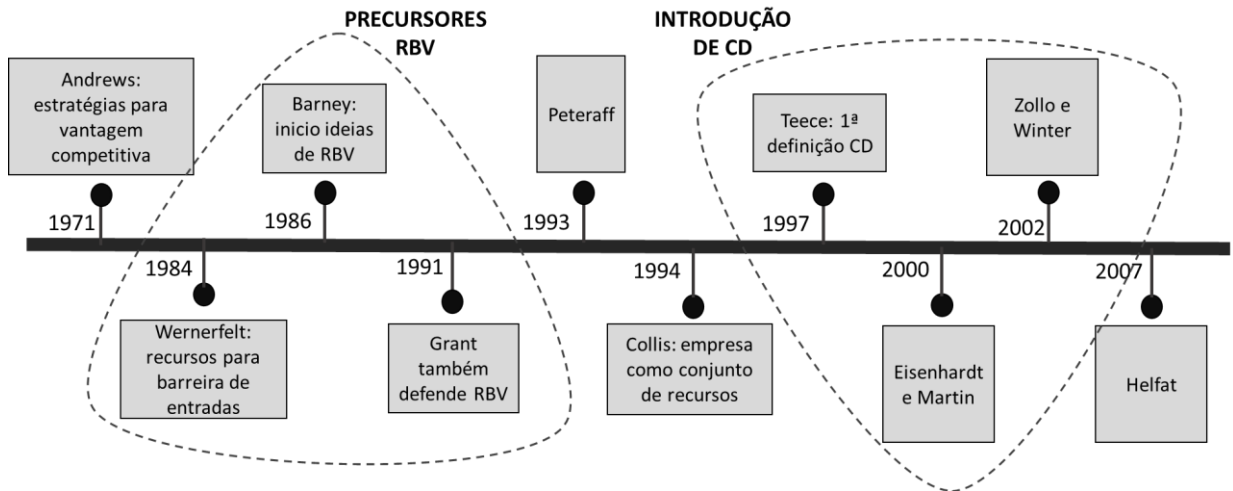 PRECURSORES
RBV
INTRODUÇÃO
DE CD
Andrews:
estratégias para
vantagem
competitiva
Barney:
inicio ideias
de RBV
Peteraff
Teece: 1ª
definição CD
Zollo e
Winter
1971
1986
1993
1997
2002
1984
1991
1994
2000
2007
Wernerfelt:
recursos para
barreira de
entradas
Grant
também
defende RBV
Collis: empresa
como conjunto
de recursos
Eisenhardt
e Martin
Helfat